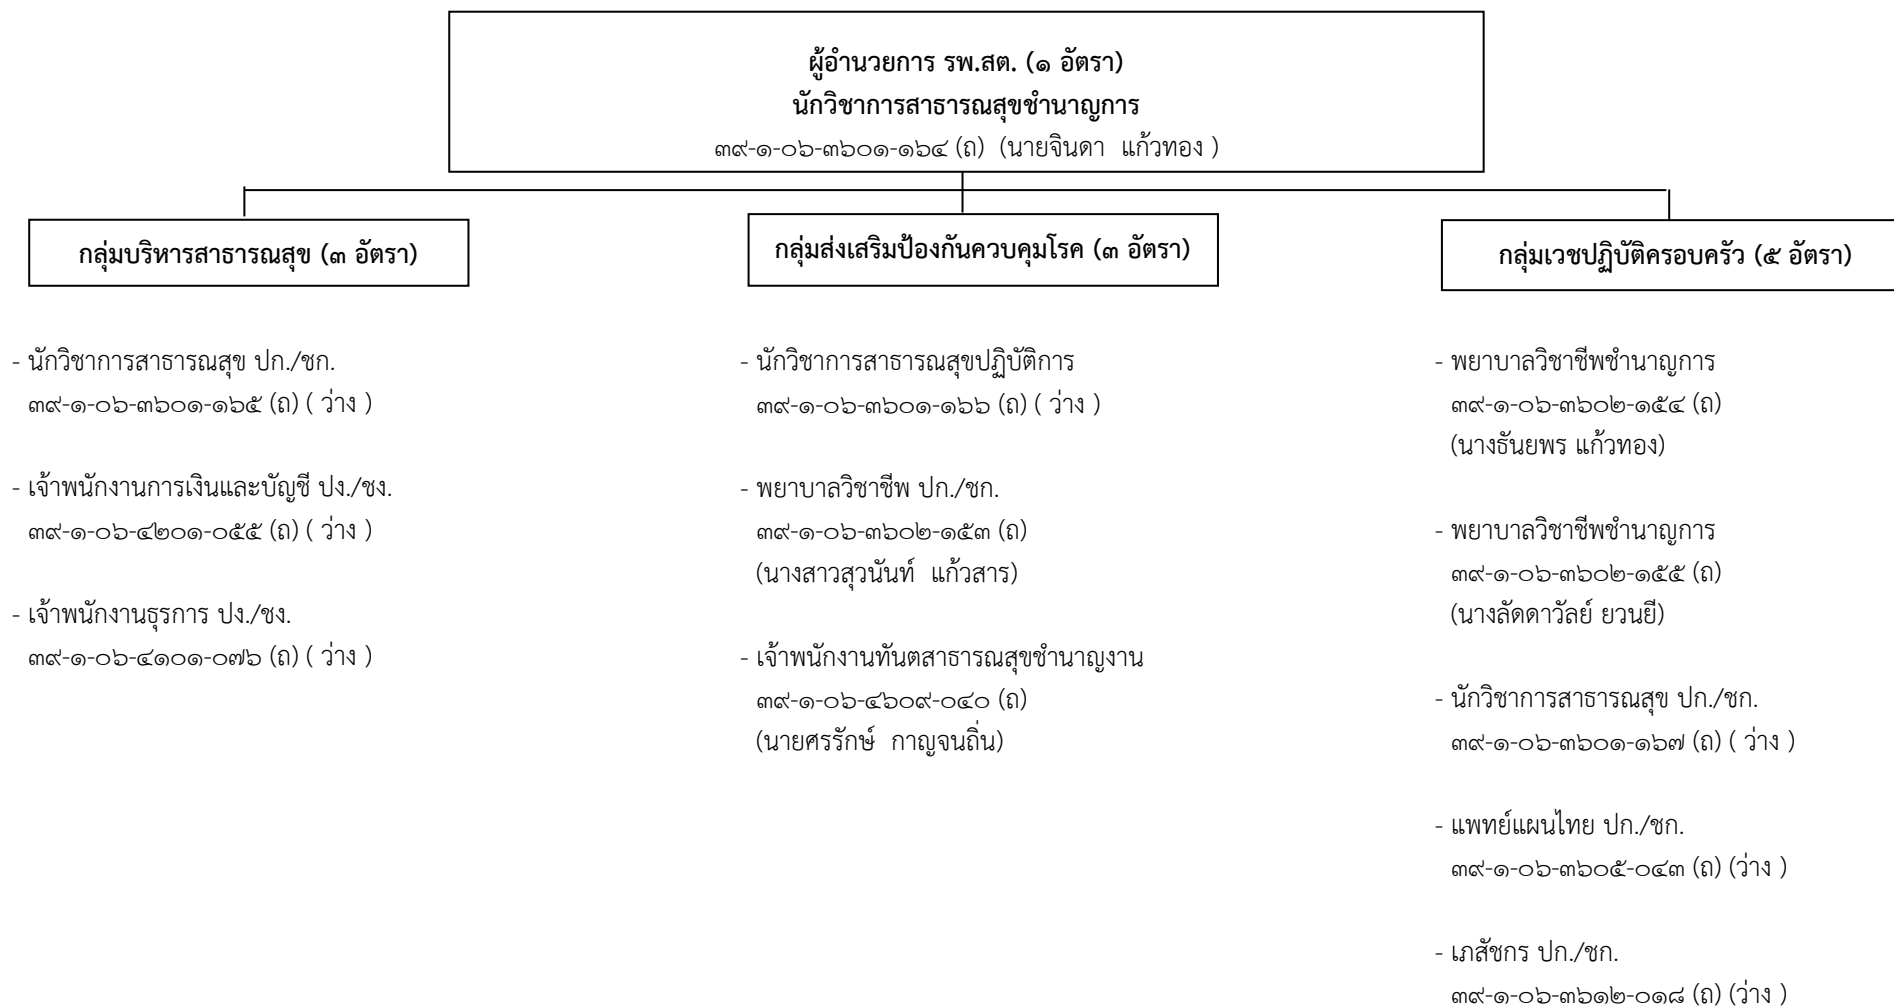 ผู้อำนวยการ รพ.สต. (๑ อัตรา)
นักวิชาการสาธารณสุขชำนาญการ
๓๙-๑-๐๖-๓๖๐๑-๑๖๔ (ถ) (นายจินดา แก้วทอง )
กลุ่มบริหารสาธารณสุข (๓ อัตรา)
- นักวิชาการสาธารณสุข ปก./ชก.
๓๙-๑-๐๖-๓๖๐๑-๑๖๕ (ถ) ( ว่าง )
- เจ้าพนักงานการเงินและบัญชี ปง./ชง.
๓๙-๑-๐๖-๔๒๐๑-๐๕๕ (ถ) ( ว่าง )
- เจ้าพนักงานธุรการ ปง./ชง.
๓๙-๑-๐๖-๔๑๐๑-๐๗๖ (ถ) ( ว่าง )
กลุ่มส่งเสริมป้องกันควบคุมโรค (๓ อัตรา)
- นักวิชาการสาธารณสุขปฏิบัติการ
๓๙-๑-๐๖-๓๖๐๑-๑๖๖ (ถ) ( ว่าง )
- พยาบาลวิชาชีพ ปก./ชก.
๓๙-๑-๐๖-๓๖๐๒-๑๕๓ (ถ)
(นางสาวสุวนันท์ แก้วสาร)
- เจ้าพนักงานทันตสาธารณสุขชำนาญงาน
๓๙-๑-๐๖-๔๖๐๙-๐๔๐ (ถ)
(นายศรรักษ์ กาญจนถิ่น)
กลุ่มเวชปฏิบัติครอบครัว (๕ อัตรา)
- พยาบาลวิชาชีพชำนาญการ
๓๙-๑-๐๖-๓๖๐๒-๑๕๔ (ถ)
(นางธันยพร แก้วทอง)
- พยาบาลวิชาชีพชำนาญการ
๓๙-๑-๐๖-๓๖๐๒-๑๕๕ (ถ)
(นางลัดดาวัลย์ ยวนยี)
- นักวิชาการสาธารณสุข ปก./ชก.
๓๙-๑-๐๖-๓๖๐๑-๑๖๗ (ถ) ( ว่าง )
- แพทย์แผนไทย ปก./ชก.
๓๙-๑-๐๖-๓๖๐๕-๐๔๓ (ถ) (ว่าง )
- เภสัชกร ปก./ชก.
๓๙-๑-๐๖-๓๖๑๒-๐๑๘ (ถ) (ว่าง )